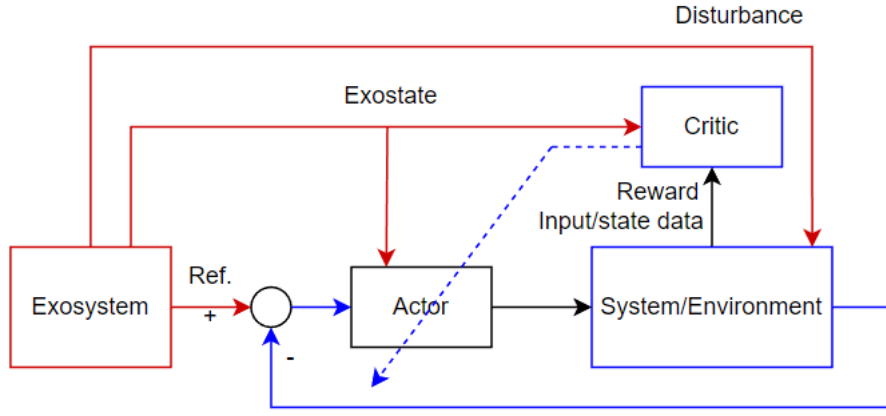 Disturbance
Exostate
Critic
Reward
Input/state data
Ref.
+
Exosystem
Actor
System/Environment
-